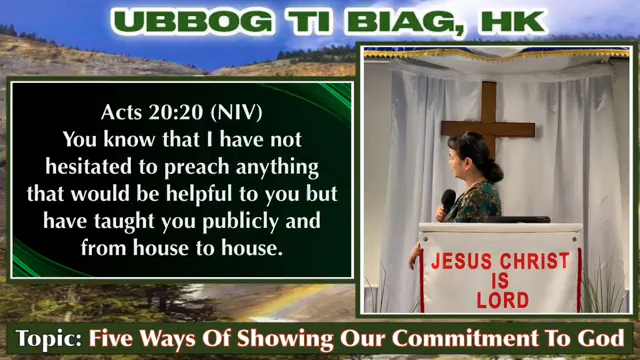 UBBOG TI BIAG, HK
Acts 20:20 (NIV)
You know that I have not
hesitated to preach anything
that would be helpful to you but
have taught you publicly and
from house to house.
JESUS CHRIST
IS
LORD
Topic: Five Ways Of Showing Our Commitment To God